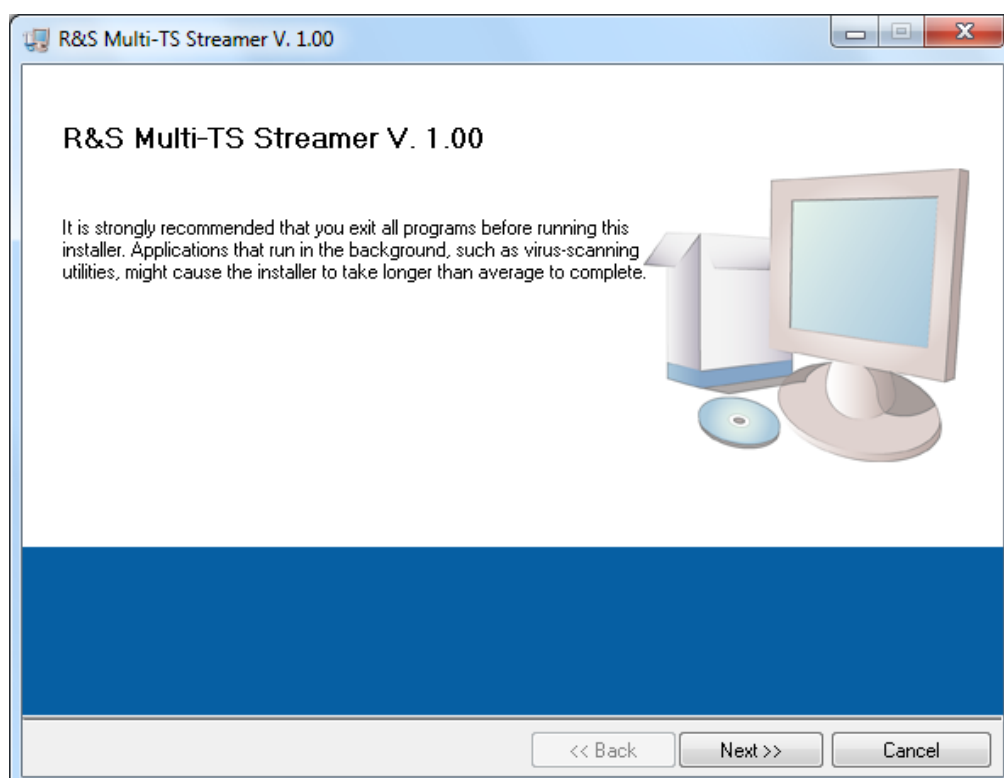 R&S Multi-TS Streamer V. 1.00
R&S Multi-TS Streamer V. 1.00
It is strongly recommended that you exit all programs before running this
installer. Applications that run in the background, such as virus-scanning
utilities, might cause the installer to take longer than average to complete.
<< Back
Next >>
Cancel